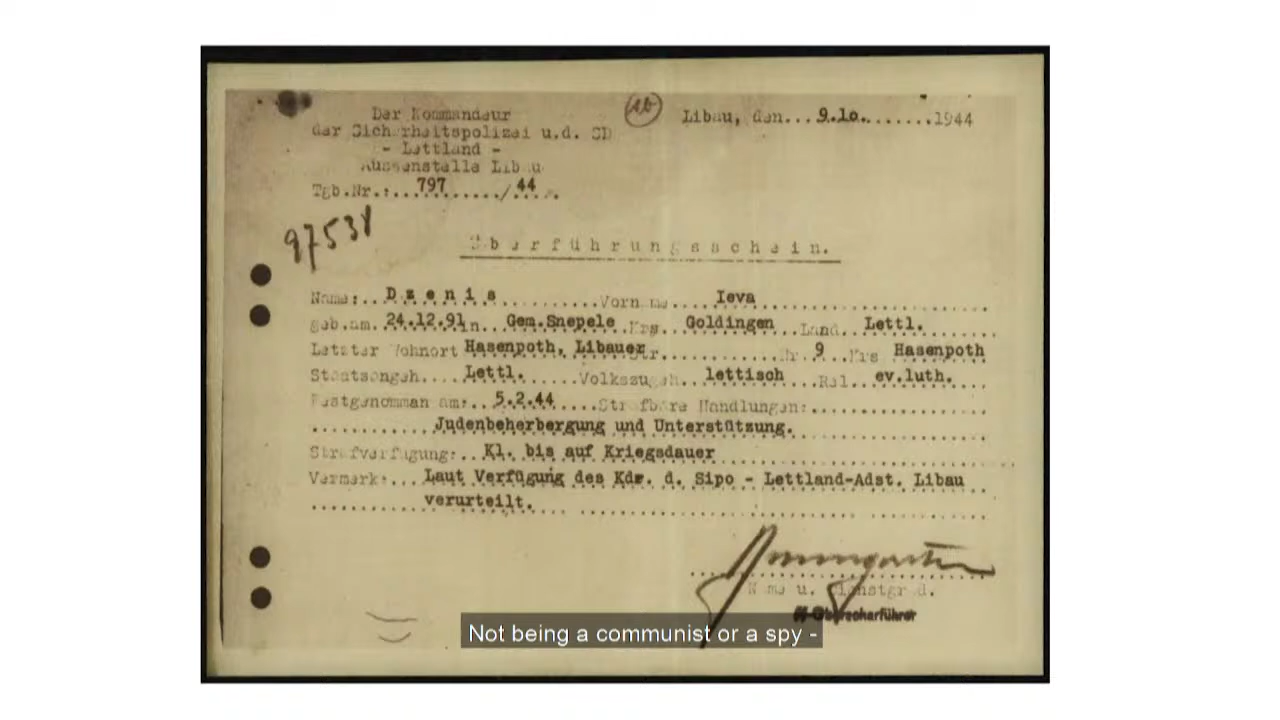 Der Kommandeur
der Sicherheitspolizei u.d. SD
- Lettland -
Aussenstelle Libau
Tgb.Nr.:...797......./44...
ab
Libau, den...9.10........1944
97538
Überführungsschein.
Name:..Dzenis...........Vorname....Ieva
geb.am. 24.12.91 in. Gem.Snepele Krs. Goldingen Land Lettl.
Letzter Wohnort Hasenpoth, Libauer Str. Nr 9 Krs Hasenpoth
Staatsangeh....Lettl.......Volkszugeh..lettisch Rel. ev.luth.
Festgenomman am:..5.2.44....Strafbare Handlungen:
Judenbeherbergung und Unterstützung.
Strafverfügung:..Kl. bis auf Kriegsdauer
Vermerk:...Laut Verfügung des Kdr. d. Sipo - Lettland-Adst. Libau
verurteilt.
Name u. Dienstgrad.
SS-Oberscharführer
Not being a communist or a spy -